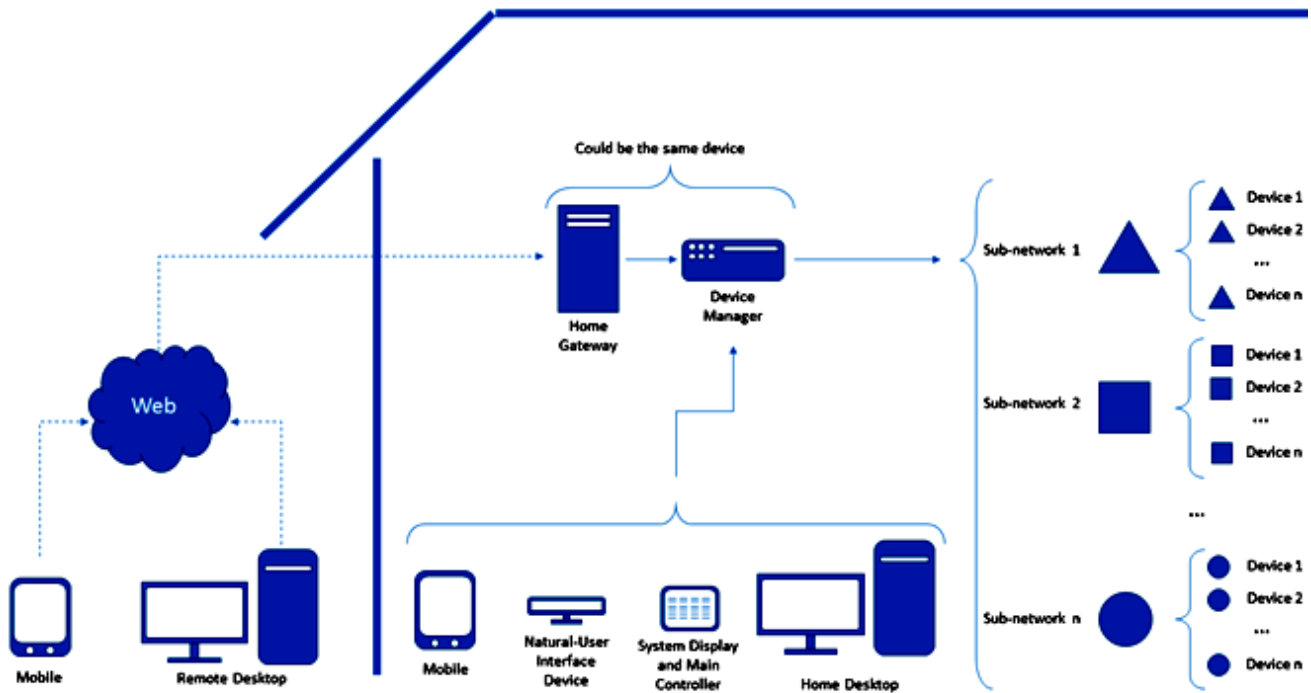 Could be the same device
Home
Gateway
Device
Manager
Web
Mobile
Remote Desktop
Mobile
Natural-User
Interface
Device
System Display
and Main
Controller
Home Desktop
Sub-network 1
Device 1
Device 2
...
Device n
Sub-network 2
Device 1
Device 2
...
Device n
...
Sub-network n
Device 1
Device 2
...
Device n